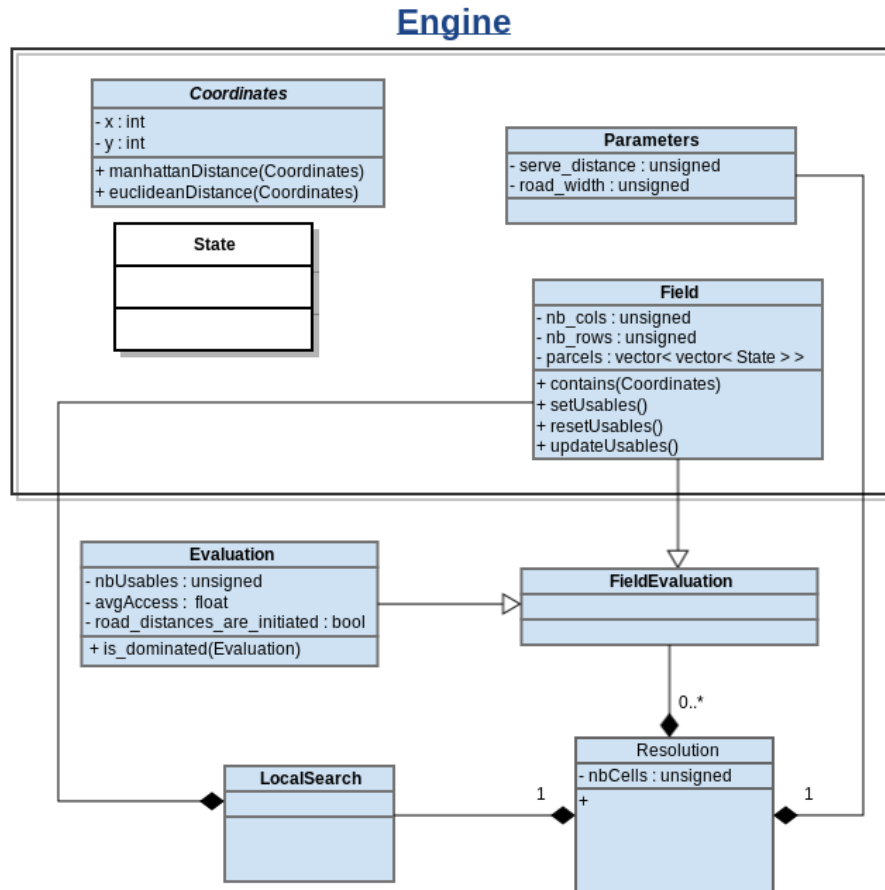 Engine
Coordinates
- x : int
- y : int
+ manhattanDistance(Coordinates)
+ euclideanDistance(Coordinates)
Parameters
- serve_distance : unsigned
- road_width : unsigned
State
Field
- nb_cols : unsigned
- nb_rows : unsigned
- parcels : vector< vector< State > >
+ contains(Coordinates)
+ setUsables()
+ resetUsables()
+ updateUsables()
Evaluation
- nbUsables : unsigned
- avgAccess : float
- road_distances_are_initiated : bool
+ is_dominated(Evaluation)
FieldEvaluation
0..*
LocalSearch
1
Resolution
- nbCells : unsigned
+
1